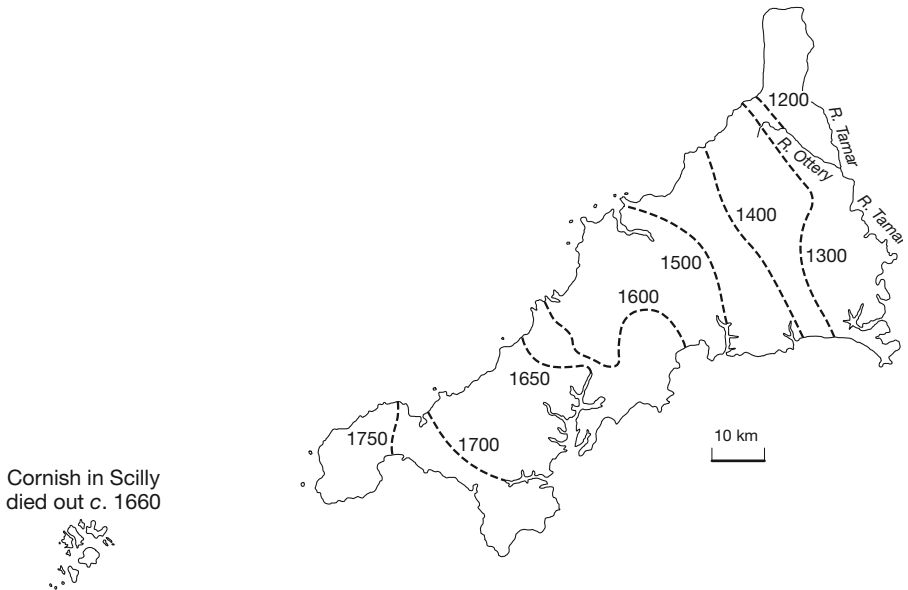 1200
R. Tamar
R. Ottery
R. Tamar
1400
1300
1500
1600
1650
10 km
1750
1700
Cornish in Scilly
died out c. 1660